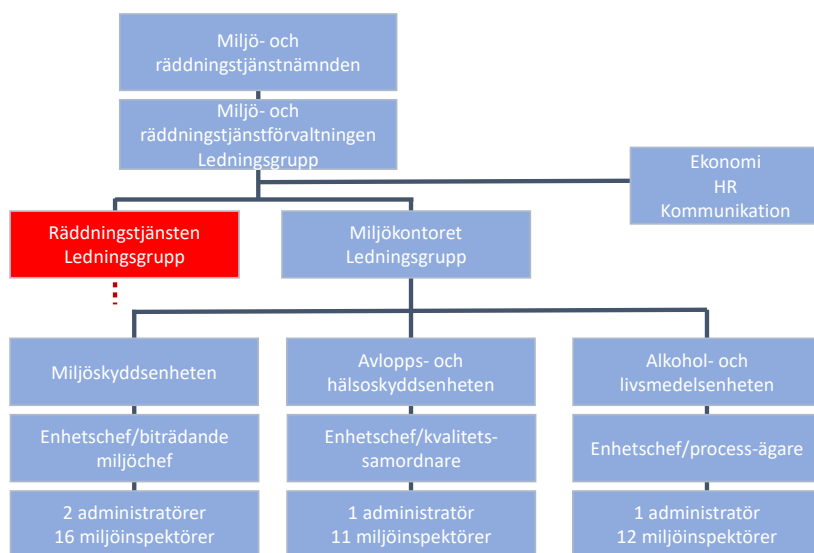 Miljö- och
räddningstjänstnämnden
Miljö- och
räddningstjänstförvaltningen
Ledningsgrupp
Ekonomi
HR
Kommunikation
Räddningstjänsten
Ledningsgrupp
Miljökontoret
Ledningsgrupp
Miljöskyddsenheten
Avlopps- och
hälsoskyddsenheten
Alkohol- och
livsmedelsenheten
Enhetschef/biträdande
miljöchef
Enhetschef/kvalitets-
samordnare
Enhetschef/process-ägare
2 administratörer
16 miljöinspektörer
1 administratör
11 miljöinspektörer
1 administratör
12 miljöinspektörer